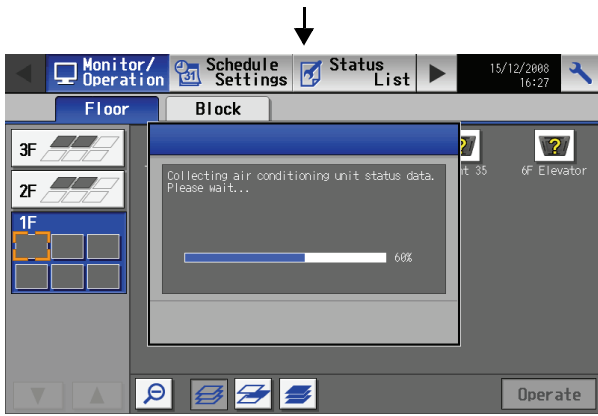 Monitor/
Operation
Schedule
Settings
Status
List
15/12/2008
16:27
Floor
Block
3F
2F
1F
Collecting air conditioning unit status data.
Please wait...
60%
35
6F Elevator
Operate